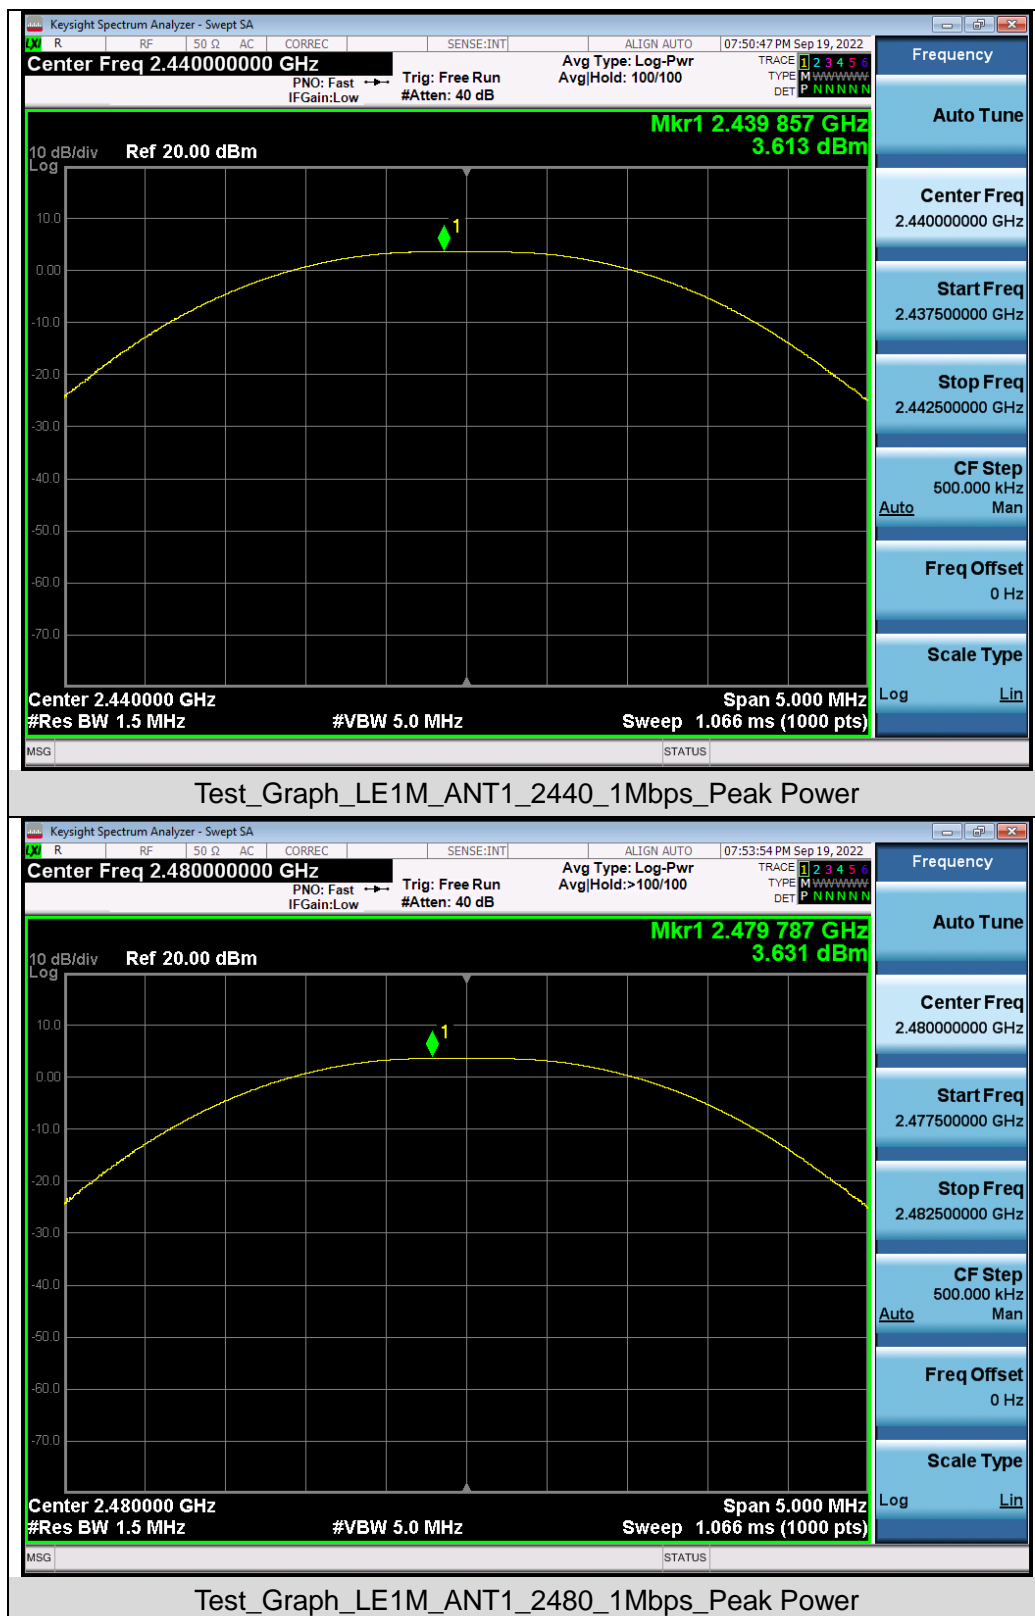 Keysight Spectrum Analyzer - Swept SA
LXI R RF 50 Ω AC CORREC SENSE:INT ALIGN AUTO 07:50:47 PM Sep 19, 2022
Center Freq 2.440000000 GHz
PNO: Fast
IFGain:Low
Trig: Free Run
#Atten: 40 dB
Avg Type: Log-Pwr
Avg|Hold: 100/100
TRACE 1 2 3 4 5 6
TYPE M WWWWW
DET P N N N N N
Mkr1 2.439 857 GHz
3.613 dBm
10 dB/div Ref 20.00 dBm
Log
10.0
0.00
-10.0
-20.0
-30.0
-40.0
-50.0
-60.0
-70.0
1
Center 2.440000 GHz Span 5.000 MHz
#Res BW 1.5 MHz #VBW 5.0 MHz Sweep 1.066 ms (1000 pts)
MSG STATUS
Frequency
Auto Tune
Center Freq
2.440000000 GHz
Start Freq
2.437500000 GHz
Stop Freq
2.442500000 GHz
CF Step
500.000 kHz
Auto Man
Freq Offset
0 Hz
Scale Type
Log Lin
Test_Graph_LE1M_ANT1_2440_1Mbps_Peak Power
Keysight Spectrum Analyzer - Swept SA
LXI R RF 50 Ω AC CORREC SENSE:INT ALIGN AUTO 07:53:54 PM Sep 19, 2022
Center Freq 2.480000000 GHz
PNO: Fast
IFGain:Low
Trig: Free Run
#Atten: 40 dB
Avg Type: Log-Pwr
Avg|Hold:>100/100
TRACE 1 2 3 4 5 6
TYPE M WWWWW
DET P N N N N N
Mkr1 2.479 787 GHz
3.631 dBm
10 dB/div Ref 20.00 dBm
Log
10.0
0.00
-10.0
-20.0
-30.0
-40.0
-50.0
-60.0
-70.0
1
Center 2.480000 GHz Span 5.000 MHz
#Res BW 1.5 MHz #VBW 5.0 MHz Sweep 1.066 ms (1000 pts)
MSG STATUS
Frequency
Auto Tune
Center Freq
2.480000000 GHz
Start Freq
2.477500000 GHz
Stop Freq
2.482500000 GHz
CF Step
500.000 kHz
Auto Man
Freq Offset
0 Hz
Scale Type
Log Lin
Test_Graph_LE1M_ANT1_2480_1Mbps_Peak Power